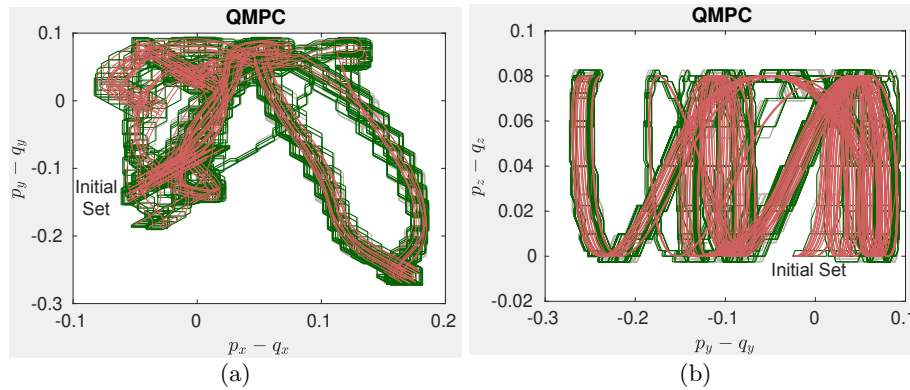 QMPC
0.1
0
-0.1
-0.2
-0.3
-0.1
0
0.1
0.2
p_y − q_y
p_x − q_x
Initial
Set
(a)
QMPC
0.1
0.08
0.06
0.04
0.02
0
-0.02
-0.3
-0.2
-0.1
0
0.1
p_z − q_z
p_y − q_y
Initial Set
(b)